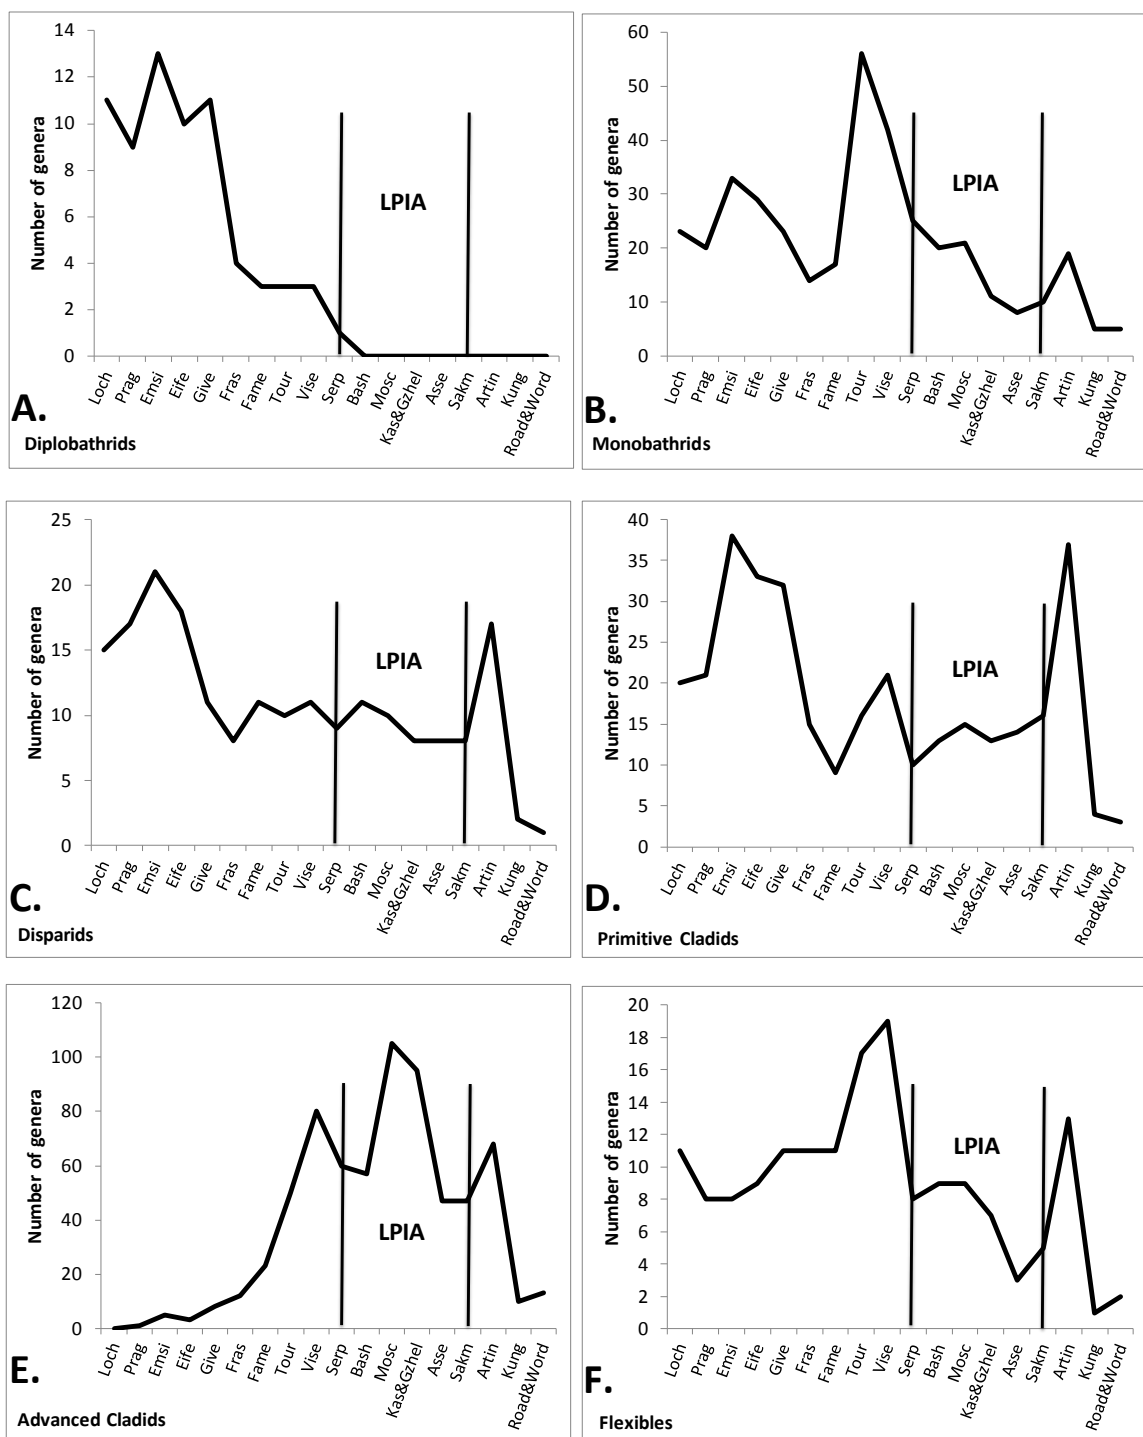 14
12
10
8
6
4
2
0
Number of genera
LPIA
Loch Prag Emsi Eife Give Fras Fame Tour Vise Serp Bash Mosc Kas&Gzhel Asse Sakm Artin Kung Road&Word
A.
Diplobathrids
60
50
40
30
20
10
0
Number of genera
LPIA
Loch Prag Emsi Eife Give Fras Fame Tour Vise Serp Bash Mosc Kas&Gzhel Asse Sakm Artin Kung Road&Word
B.
Monobathrids
25
20
15
10
5
0
Number of genera
LPIA
Loch Prag Emsi Eife Give Fras Fame Tour Vise Serp Bash Mosc Kas&Gzhel Asse Sakm Artin Kung Road&Word
C.
Disparids
40
35
30
25
20
15
10
5
0
Number of genera
LPIA
Loch Prag Emsi Eife Give Fras Fame Tour Vise Serp Bash Mosc Kas&Gzhel Asse Sakm Artin Kung Road&Word
D.
Primitive Cladids
120
100
80
60
40
20
0
Number of genera
LPIA
Loch Prag Emsi Eife Give Fras Fame Tour Vise Serp Bash Mosc Kas&Gzhel Asse Sakm Artin Kung Road&Word
E.
Advanced Cladids
20
18
16
14
12
10
8
6
4
2
0
Number of genera
LPIA
Loch Prag Emsi Eife Give Fras Fame Tour Vise Serp Bash Mosc Kas&Gzhel Asse Sakm Artin Kung Road&Word
F.
Flexibles